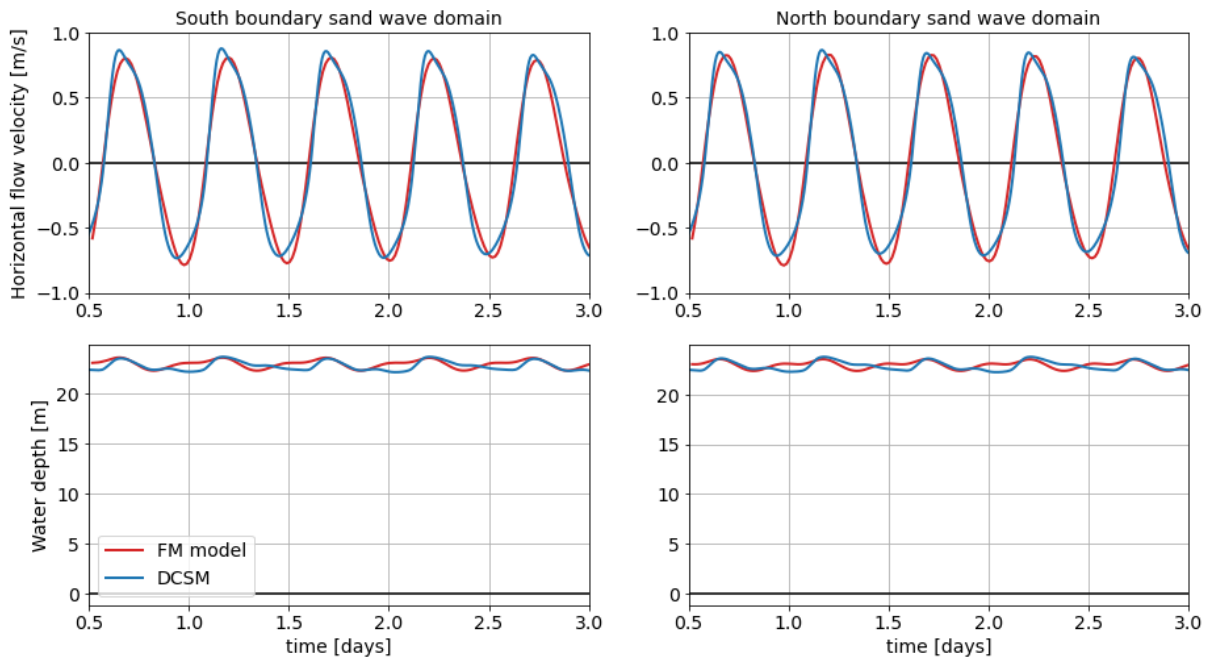 South boundary sand wave domain
North boundary sand wave domain
Horizontal flow velocity [m/s]
1.0
0.5
0.0
−0.5
−1.0
0.5 1.0 1.5 2.0 2.5 3.0
1.0
0.5
0.0
−0.5
−1.0
0.5 1.0 1.5 2.0 2.5 3.0
Water depth [m]
20
15
10
5
0
FM model
DCSM
0.5 1.0 1.5 2.0 2.5 3.0
time [days]
20
15
10
5
0
0.5 1.0 1.5 2.0 2.5 3.0
time [days]